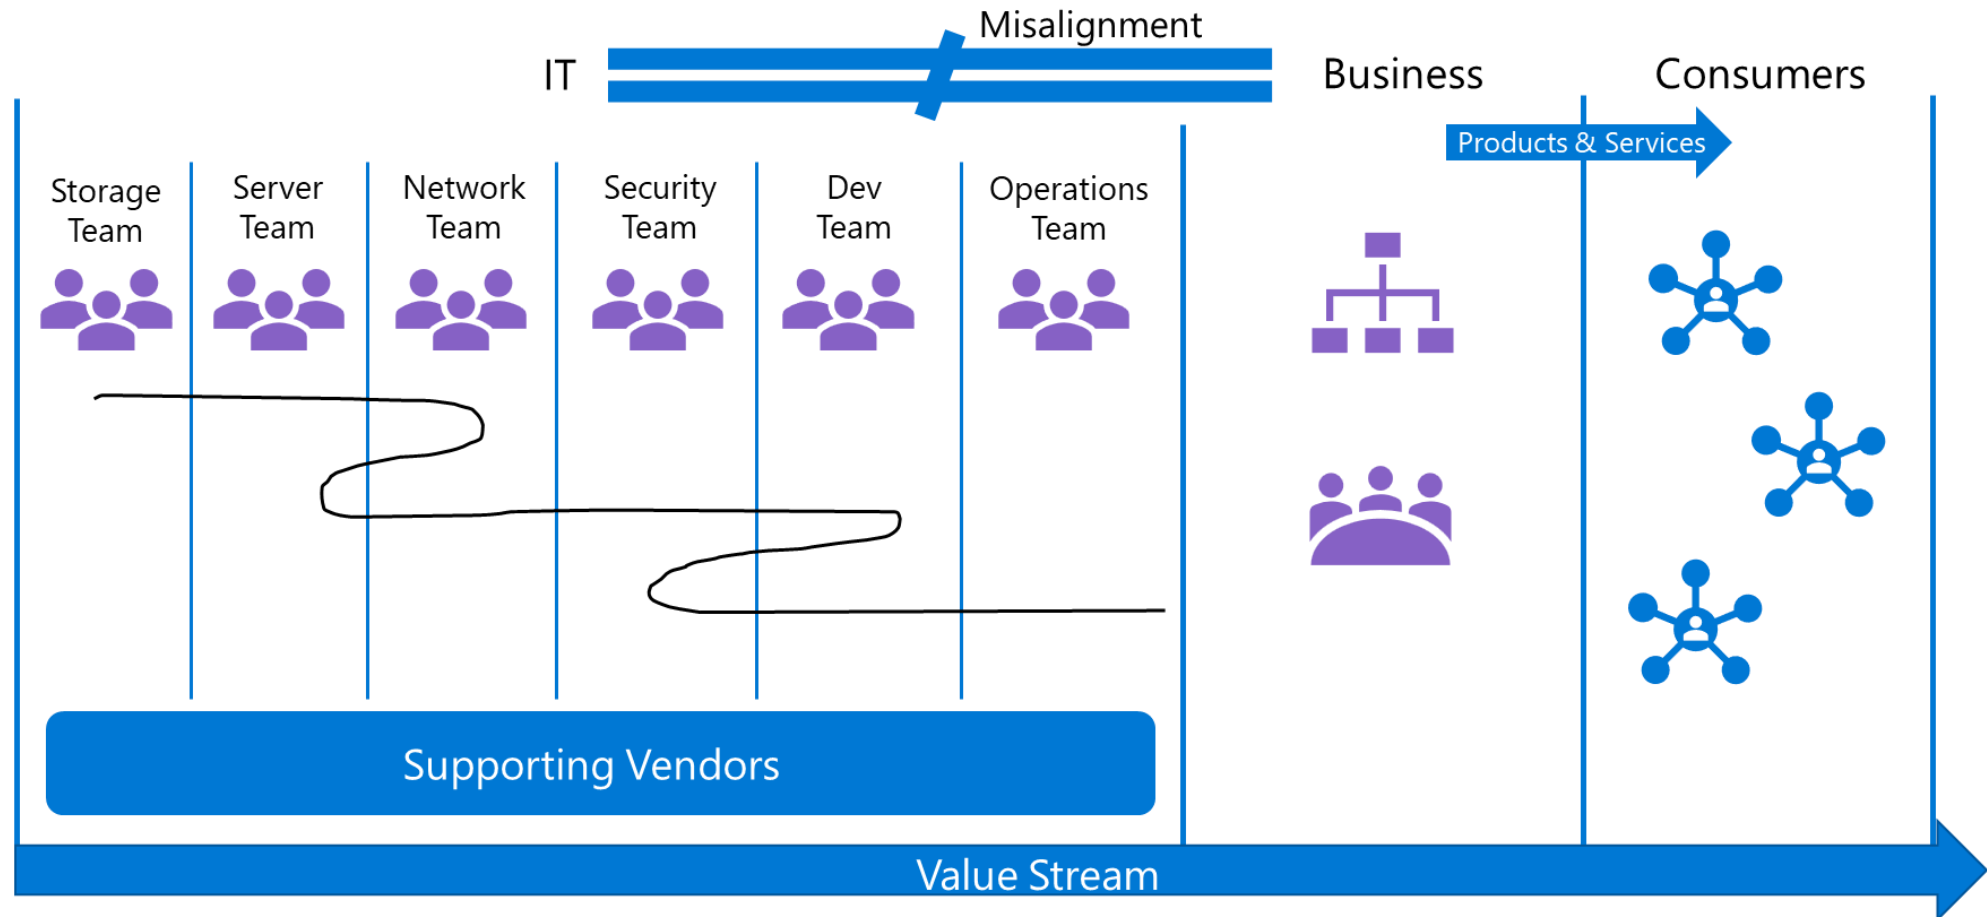 Misalignment
IT
Business
Consumers
Products & Services
Storage
Team
Server
Team
Network
Team
Security
Team
Dev
Team
Operations
Team
Supporting Vendors
Value Stream